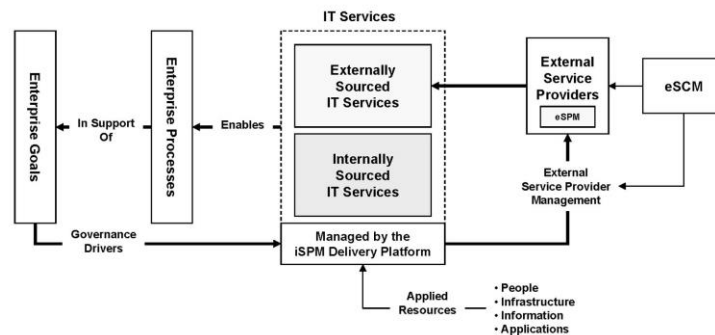 IT Services
Enterprise Goals
In Support
Of
Enterprise Processes
Enables
Externally
Sourced
IT Services
Internally
Sourced
IT Services
Managed by the
iSPM Delivery Platform
External
Service
Providers
eSPM
eSCM
External
Service Provider
Management
Governance
Drivers
Applied
Resources
• People
• Infrastructure
• Information
• Applications